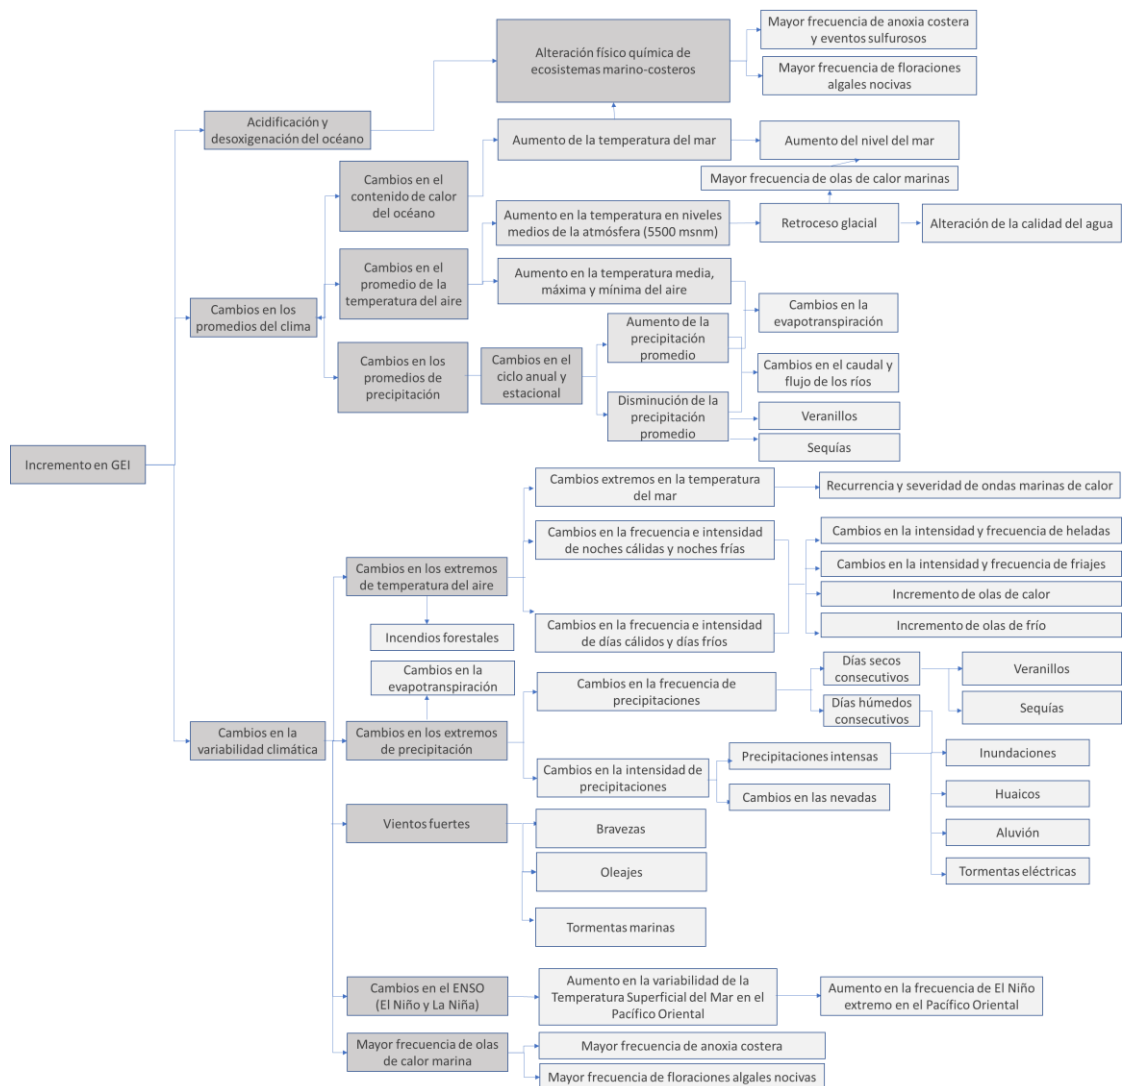 Incremento en GEI
Acidificación y
desoxigenación del océano
Alteración físico química de
ecosistemas marino-costeros
Mayor frecuencia de anoxia costera
y eventos sulfurosos
Mayor frecuencia de floraciones
algales nocivas
Cambios en los
promedios del clima
Cambios en el
contenido de calor
del océano
Aumento de la temperatura del mar
Aumento del nivel del mar
Mayor frecuencia de olas de calor marinas
Cambios en el
promedio de la
temperatura del aire
Aumento en la temperatura en niveles
medios de la atmósfera (5500 msnm)
Retroceso glacial
Alteración de la calidad del agua
Aumento en la temperatura media,
máxima y mínima del aire
Cambios en la
evapotranspiración
Cambios en los
promedios de
precipitación
Cambios en el
ciclo anual y
estacional
Aumento de la
precipitación
promedio
Cambios en el caudal y
flujo de los ríos
Disminución de la
precipitación
promedio
Veranillos
Sequías
Cambios en la
variabilidad climática
Cambios en los extremos
de temperatura del aire
Incendios forestales
Cambios extremos en la temperatura
del mar
Recurrencia y severidad de ondas marinas de calor
Cambios en la frecuencia e intensidad
de noches cálidas y noches frías
Cambios en la frecuencia e intensidad
de días cálidos y días fríos
Cambios en la intensidad y frecuencia de heladas
Cambios en la intensidad y frecuencia de friajes
Incremento de olas de calor
Incremento de olas de frío
Cambios en la
evapotranspiración
Cambios en los extremos
de precipitación
Cambios en la frecuencia de
precipitaciones
Días secos
consecutivos
Veranillos
Sequías
Días húmedos
consecutivos
Cambios en la intensidad de
precipitaciones
Precipitaciones intensas
Cambios en las nevadas
Inundaciones
Huaicos
Aluvión
Tormentas eléctricas
Vientos fuertes
Bravezas
Oleajes
Tormentas marinas
Cambios en el ENSO
(El Niño y La Niña)
Aumento en la variabilidad de la
Temperatura Superficial del Mar en el
Pacífico Oriental
Aumento en la frecuencia de El Niño
extremo en el Pacífico Oriental
Mayor frecuencia de olas
de calor marina
Mayor frecuencia de anoxia costera
Mayor frecuencia de floraciones algales nocivas